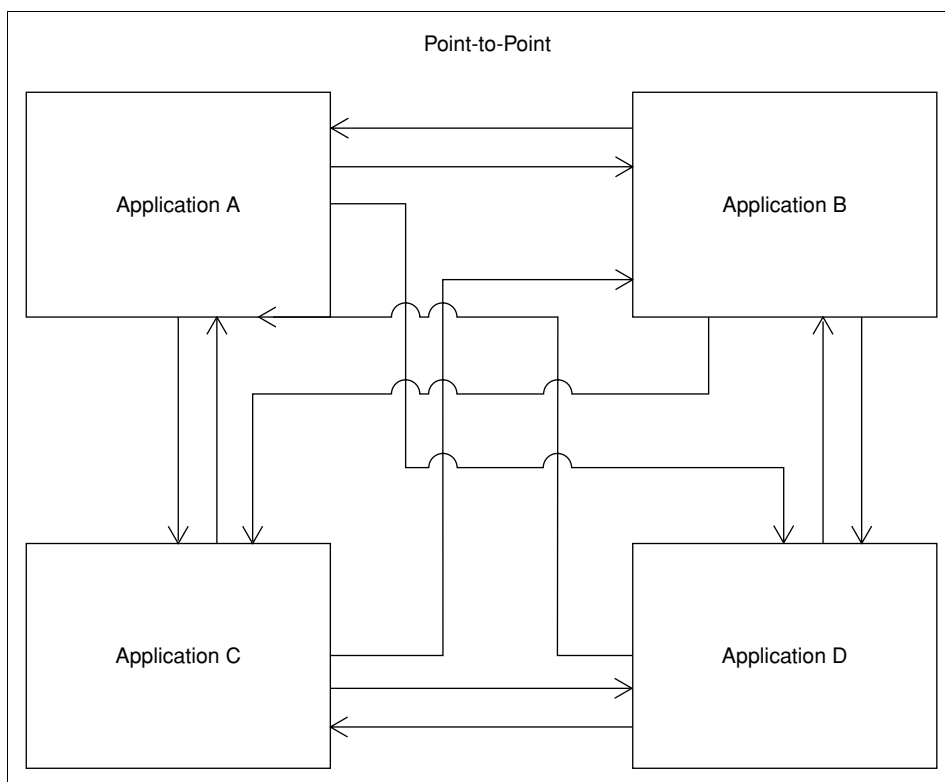 Point-to-Point
Application A
Application B
Application C
Application D